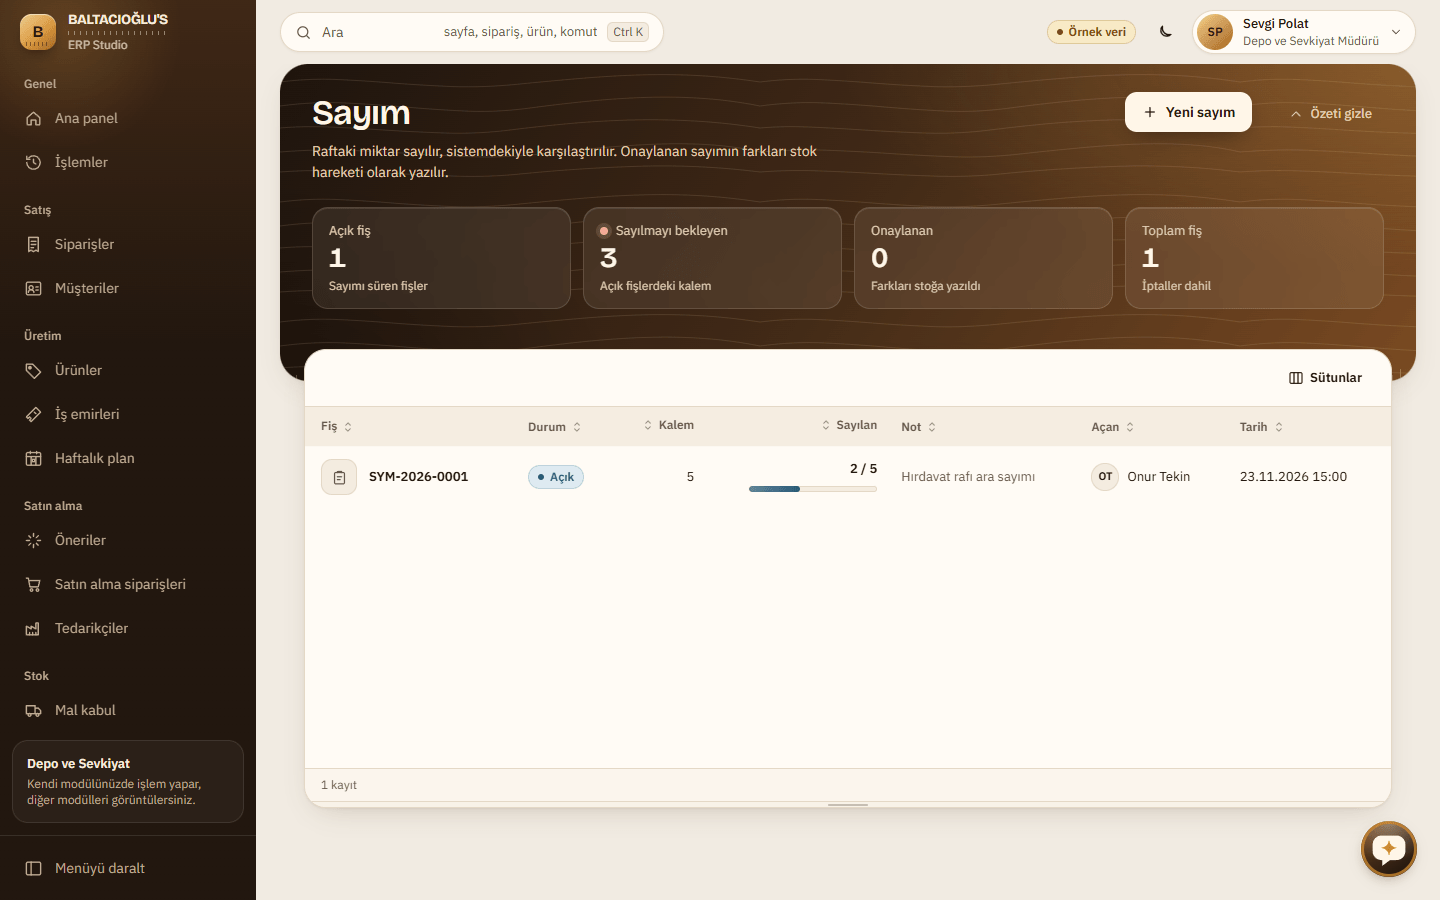 B
BALTACIOĞLU'S
ERP Studio
Genel
Ana panel
İşlemler
Satış
Siparişler
Müşteriler
Üretim
Ürünler
İş emirleri
Haftalık plan
Satın alma
Öneriler
Satın alma siparişleri
Tedarikçiler
Stok
Mal kabul
Depo ve Sevkiyat
Kendi modülünüzde işlem yapar,
diğer modülleri görüntülersiniz.
Menüyü daralt
Ara sayfa, sipariş, ürün, komut Ctrl K
Örnek veri
SP
Sevgi Polat
Depo ve Sevkiyat Müdürü
Sayım
Yeni sayım
Özeti gizle
Raftaki miktar sayılır, sistemdekiyle karşılaştırılır. Onaylanan sayımın farkları stok
hareketi olarak yazılır.
Açık fiş
1
Sayımı süren fişler
Sayılmayı bekleyen
3
Açık fişlerdeki kalem
Onaylanan
0
Farkları stoğa yazıldı
Toplam fiş
1
İptaller dahil
Sütunlar
Fiş Durum Kalem Sayılan Not Açan Tarih
SYM-2026-0001 Açık 5 2 / 5 Hırdavat rafı ara sayımı OT Onur Tekin 23.11.2026 15:00
1 kayıt